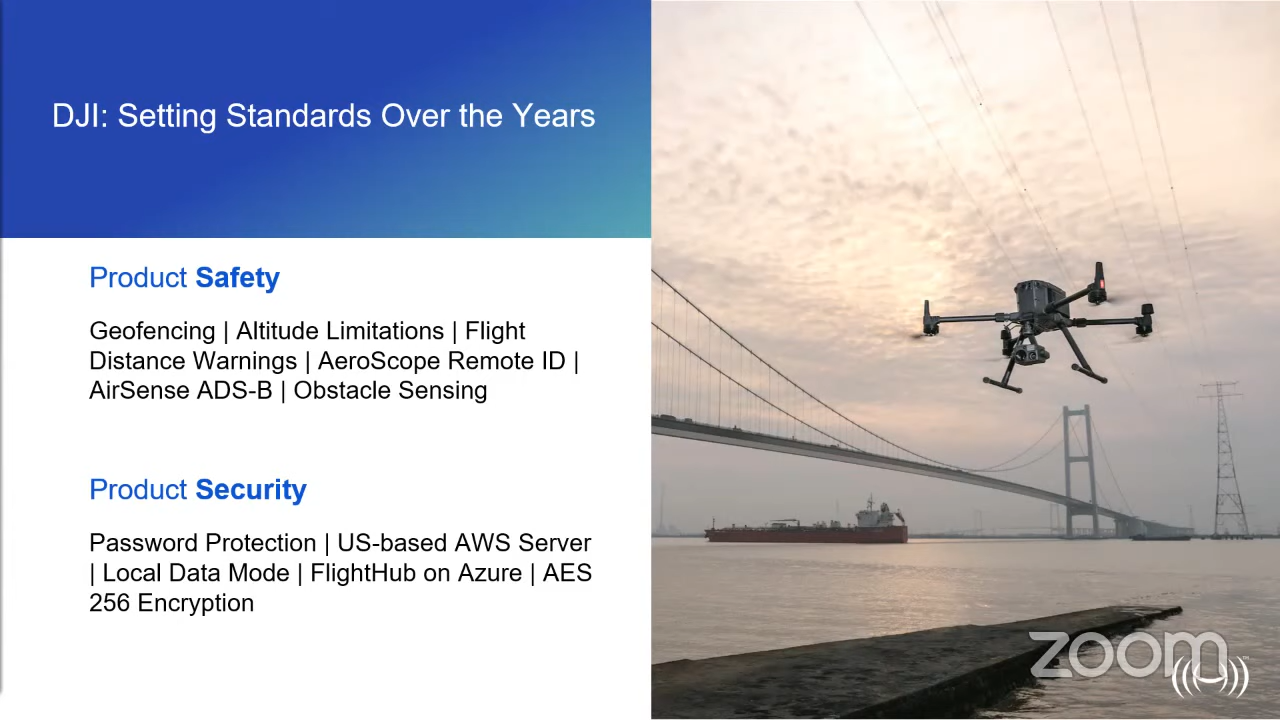 DJI: Setting Standards Over the Years
Product Safety
Geofencing | Altitude Limitations | Flight
Distance Warnings | AeroScope Remote ID |
AirSense ADS-B | Obstacle Sensing
Product Security
Password Protection | US-based AWS Server
| Local Data Mode | FlightHub on Azure | AES
256 Encryption
zoom